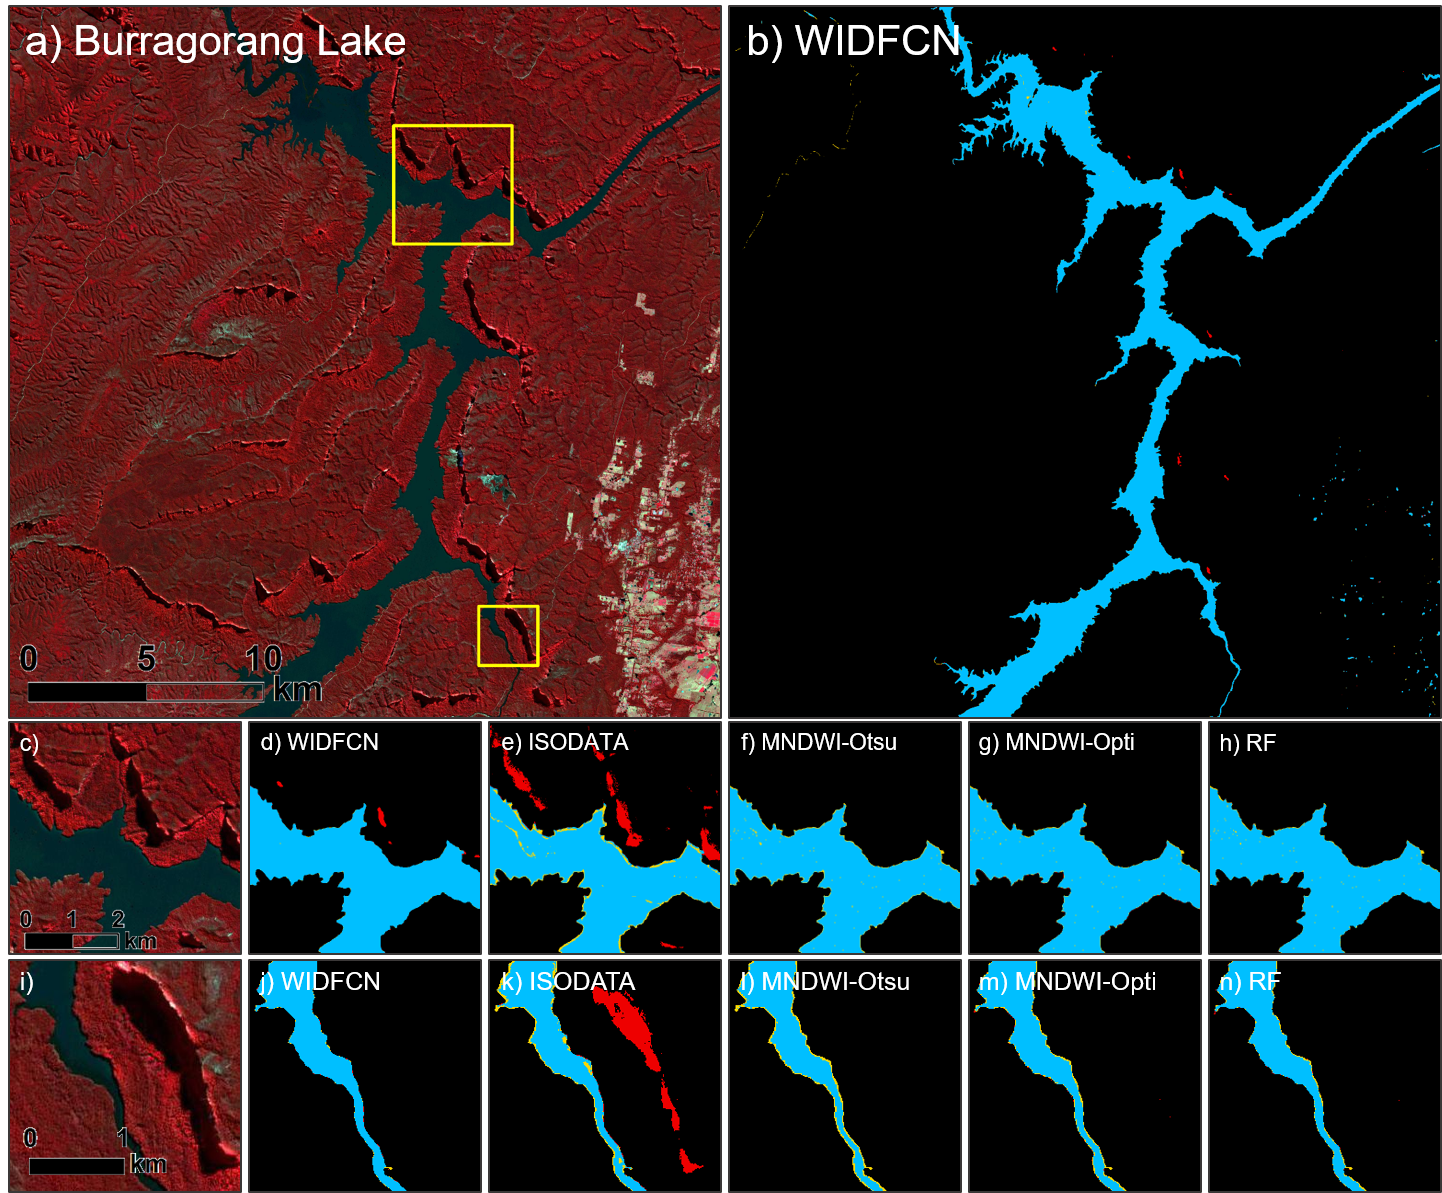 a) Burragorang Lake
b) WIDFCN
0 5 10
km
c)
d) WIDFCN
e) ISODATA
f) MNDWI-Otsu
g) MNDWI-Opti
h) RF
0 1 2
km
i)
j) WIDFCN
k) ISODATA
l) MNDWI-Otsu
m) MNDWI-Opti
n) RF
0 1
km